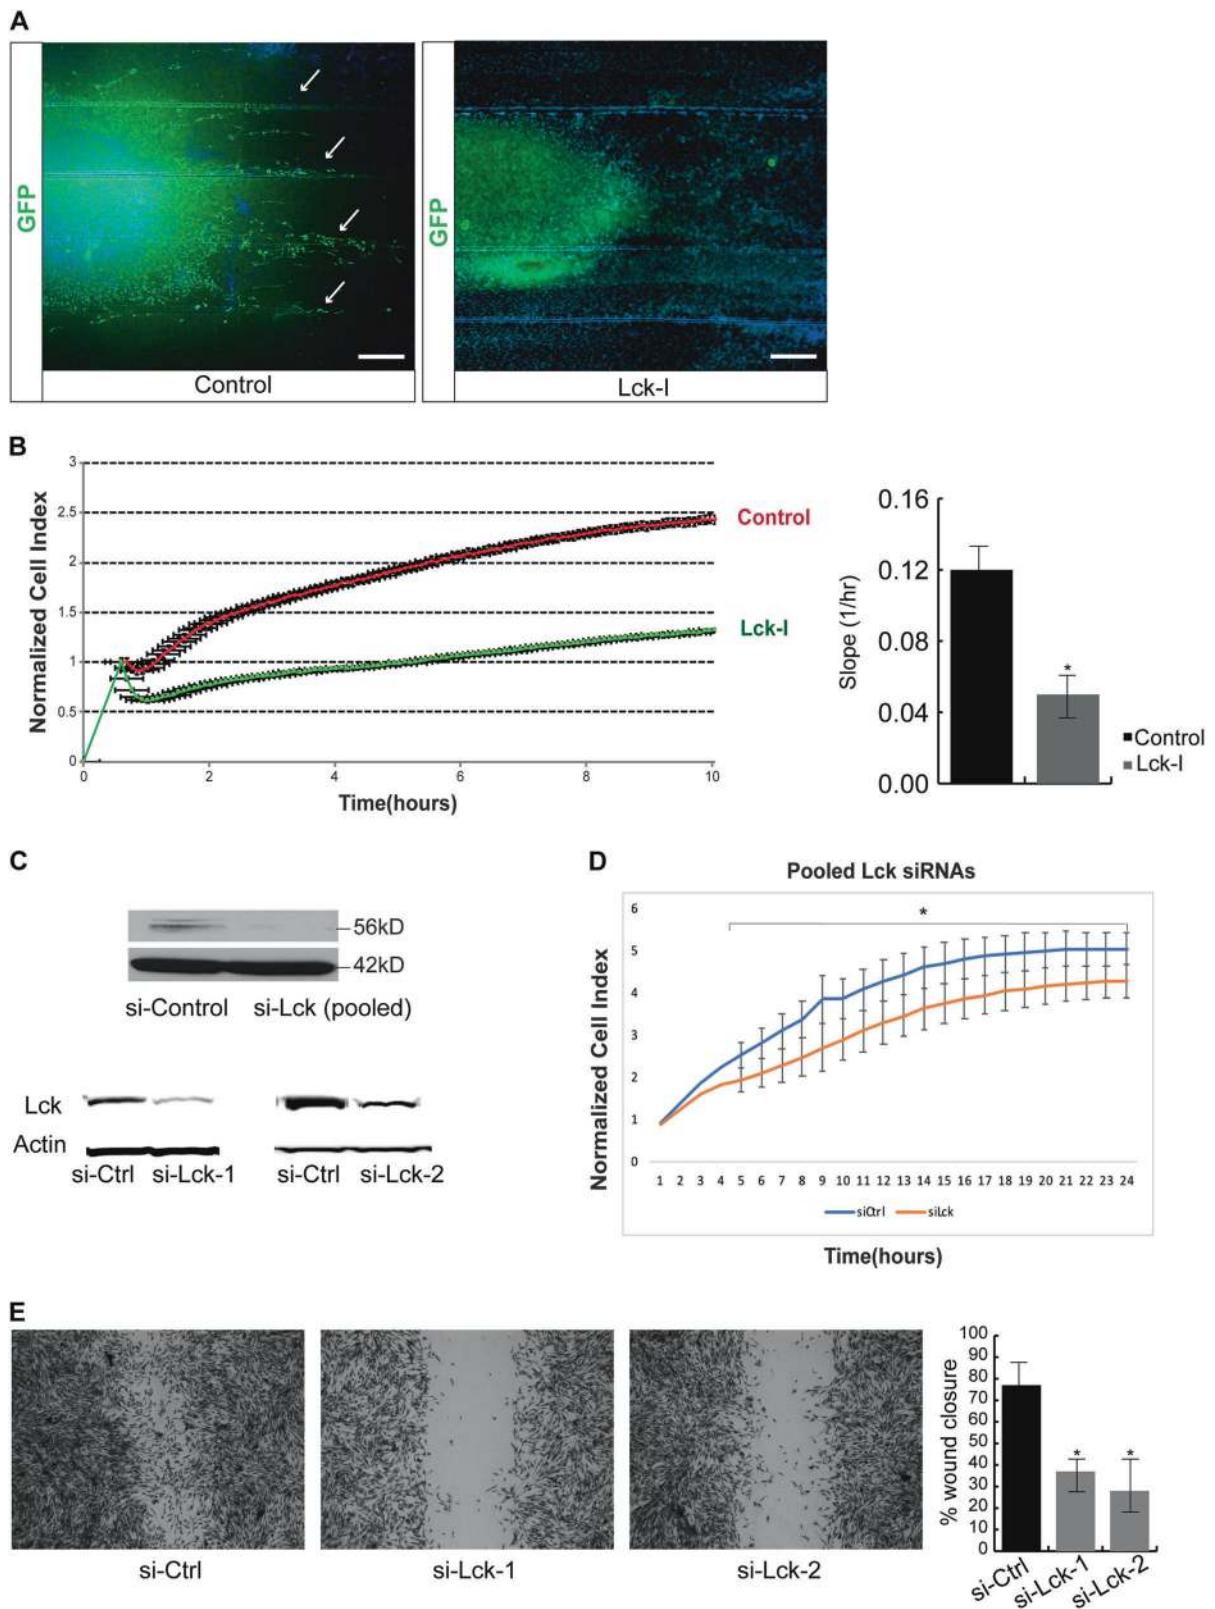 A
GFP
Control
GFP
Lck-I
B
Normalized Cell Index
3
2.5
2
1.5
1
0.5
0
0 2 4 6 8 10
Time(hours)
Control
Lck-I
Slope (1/hr)
0.16
0.12
0.08
0.04
0.00
*
Control
Lck-I
C
56kD
42kD
si-Control si-Lck (pooled)
Lck
Actin
si-Ctrl si-Lck-1 si-Ctrl si-Lck-2
D
Pooled Lck siRNAs
Normalized Cell Index
6
5
4
3
2
1
0
*
1 2 3 4 5 6 7 8 9 10 11 12 13 14 15 16 17 18 19 20 21 22 23 24
siCtrl siLck
Time(hours)
E
si-Ctrl
si-Lck-1
si-Lck-2
% wound closure
100
90
80
70
60
50
40
30
20
10
0
* *
si-Ctrl
si-Lck-1
si-Lck-2